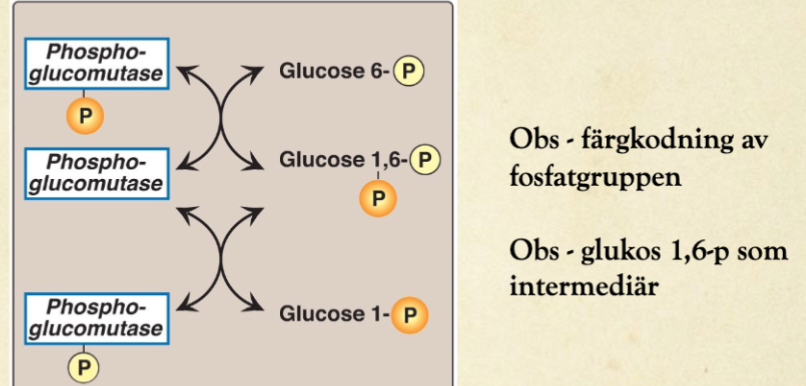 Phospho-
glucomutase
P
Glucose 6-P
Phospho-
glucomutase
Glucose 1,6-P
P
Phospho-
glucomutase
P
Glucose 1-P
Obs - färgkodning av
fosfatgruppen
Obs - glukos 1,6-p som
intermediär